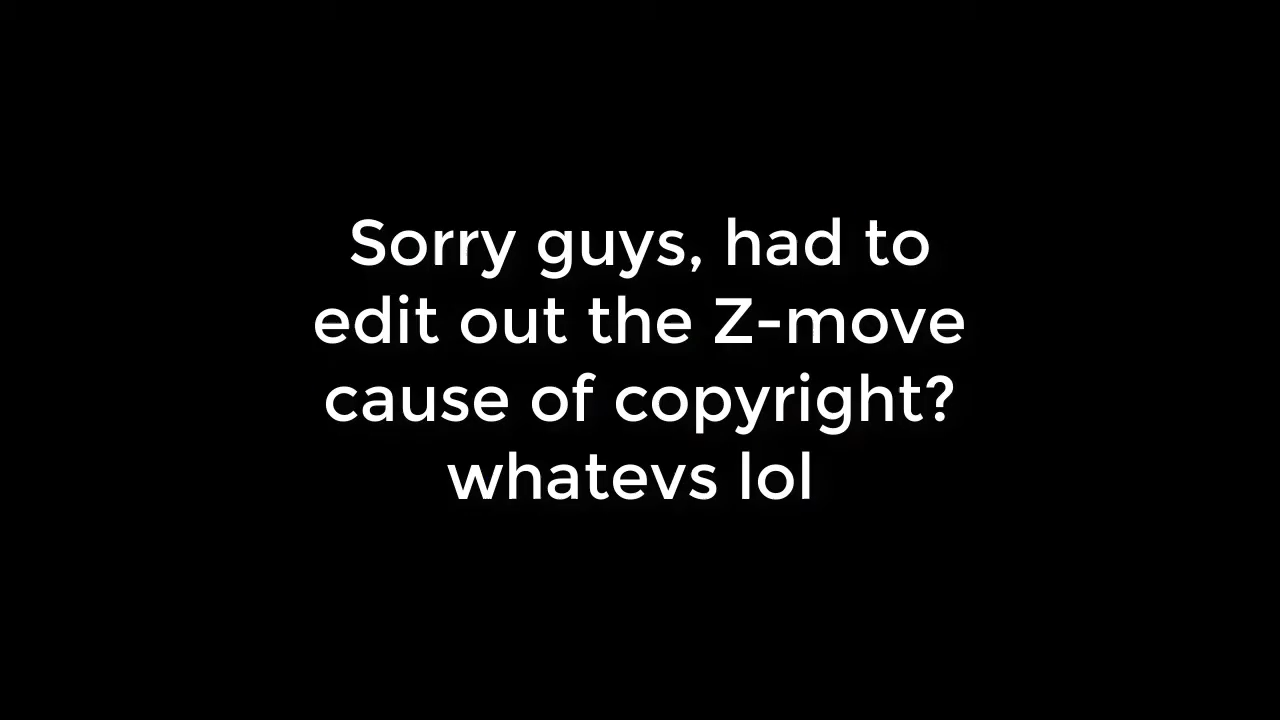 Sorry guys, had to
edit out the Z-move
cause of copyright?
whatevs lol